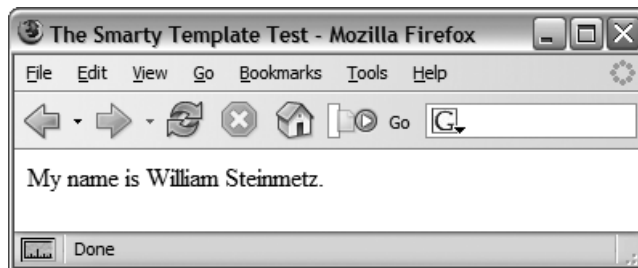 The Smarty Template Test - Mozilla Firefox
File Edit View Go Bookmarks Tools Help
Go G
My name is William Steinmetz.
Done